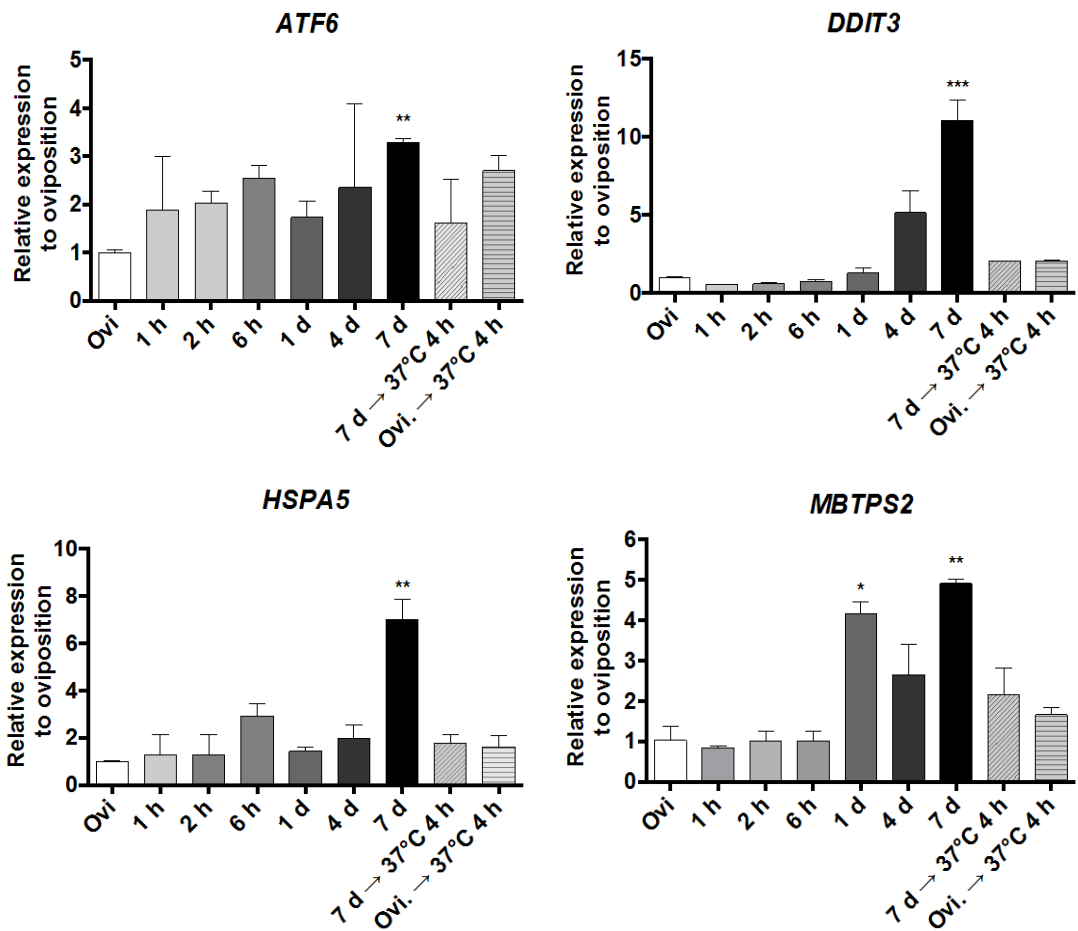 ATF6
Relative expression
to oviposition
5
4
3
2
1
0
**
Ovi
1 h
2 h
6 h
1 d
4 d
7 d
7 d → 37°C 4 h
Ovi. → 37°C 4 h
DDIT3
Relative expression
to oviposition
15
10
5
0
***
Ovi
1 h
2 h
6 h
1 d
4 d
7 d
7 d → 37°C 4 h
Ovi. → 37°C 4 h
HSPA5
Relative expression
to oviposition
10
8
6
4
2
0
**
Ovi
1 h
2 h
6 h
1 d
4 d
7 d
7 d → 37°C 4 h
Ovi. → 37°C 4 h
MBTPS2
Relative expression
to oviposition
6
5
4
3
2
1
0
*
**
Ovi
1 h
2 h
6 h
1 d
4 d
7 d
7 d → 37°C 4 h
Ovi. → 37°C 4 h